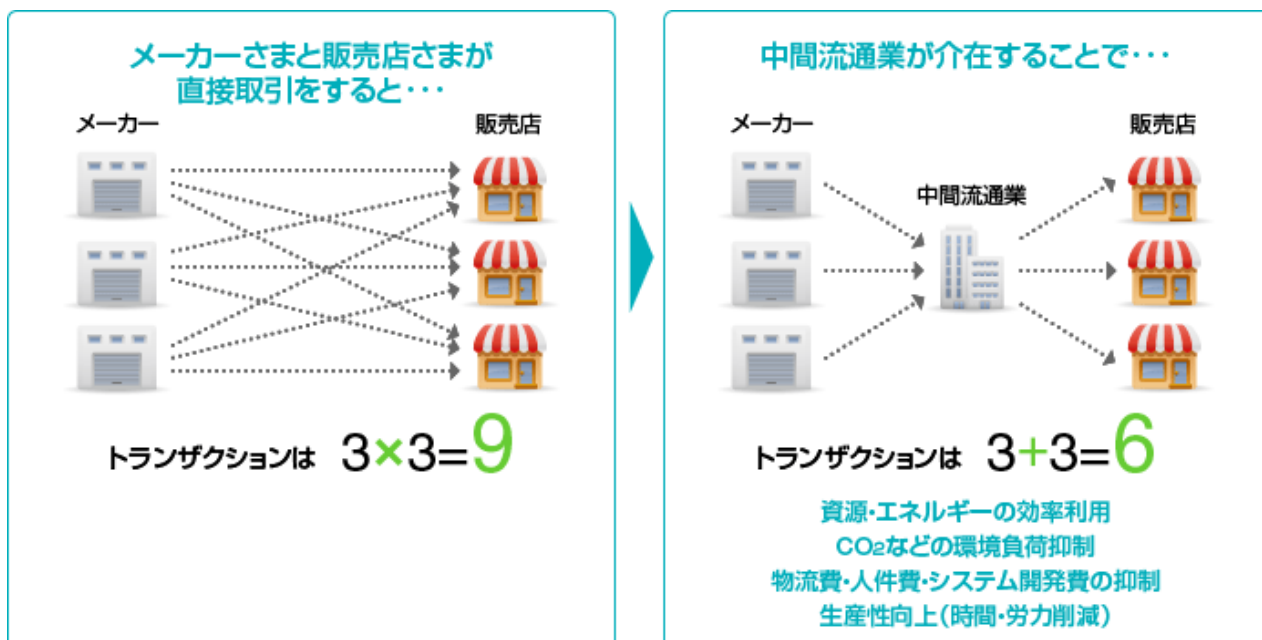 メーカーさまと販売店さまが
直接取引をすると・・・
メーカー
販売店
トランザクションは 3×3=9
中間流通業が介在することで・・・
メーカー
販売店
中間流通業
トランザクションは 3+3=6
資源・エネルギーの効率利用
CO₂などの環境負荷抑制
物流費・人件費・システム開発費の抑制
生産性向上(時間・労力削減)